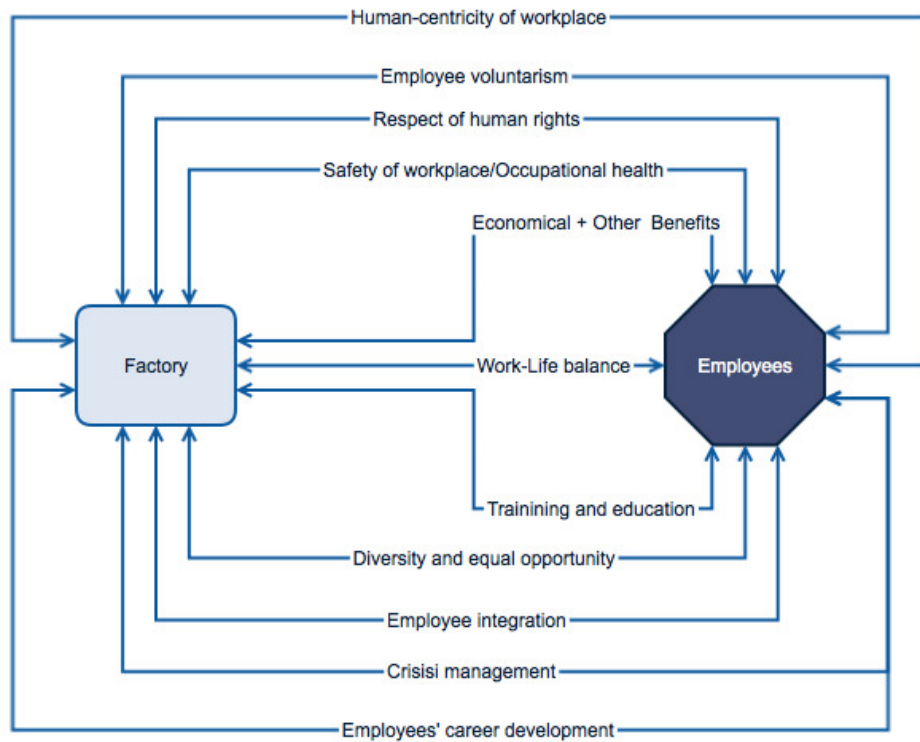 Human-centricity of workplace
Employee voluntarism
Respect of human rights
Safety of workplace/Occupational health
Economical + Other Benefits
Factory
Work-Life balance
Employees
Trainining and education
Diversity and equal opportunity
Employee integration
Crisisi management
Employees' career development